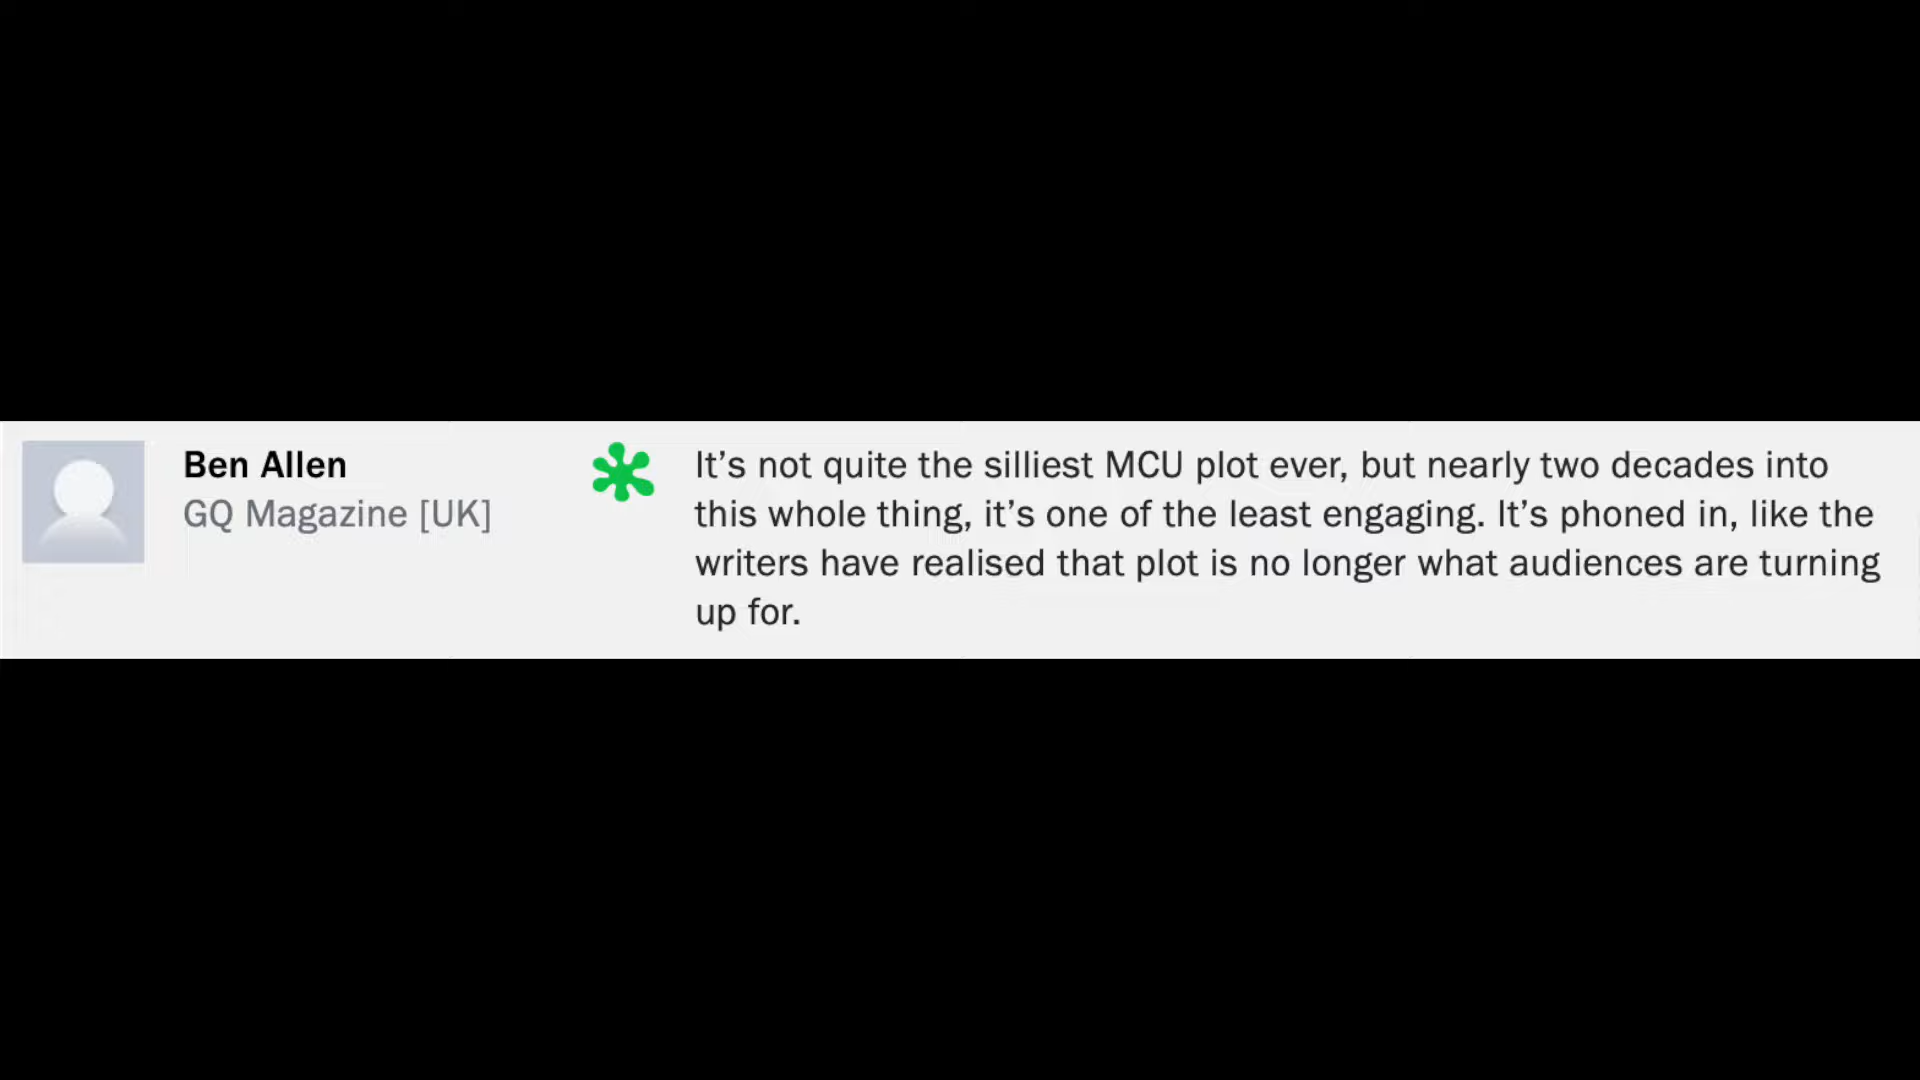 Ben Allen
GQ Magazine [UK]
It’s not quite the silliest MCU plot ever, but nearly two decades into
this whole thing, it’s one of the least engaging. It’s phoned in, like the
writers have realised that plot is no longer what audiences are turning
up for.